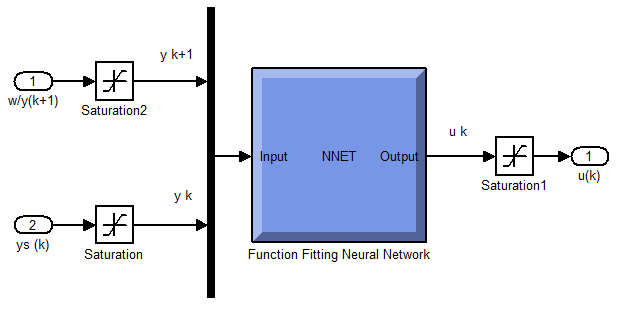 y k+1
1
w/y(k+1)
Saturation2
u k
Input NNET Output
1
Saturation1
u(k)
y k
2
ys (k)
Saturation
Function Fitting Neural Network